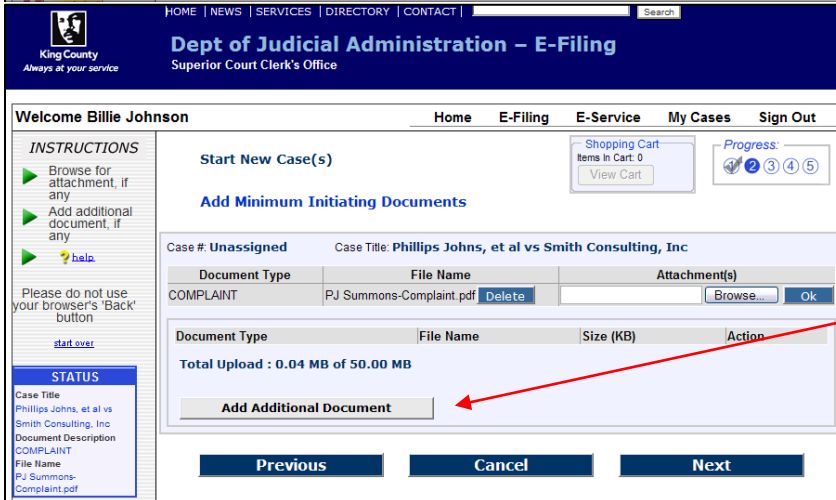 HOME | NEWS | SERVICES | DIRECTORY | CONTACT |
Search
King County
Always at your service
Dept of Judicial Administration – E-Filing
Superior Court Clerk's Office
Welcome Billie Johnson
Home E-Filing E-Service My Cases Sign Out
INSTRUCTIONS
Browse for
attachment, if
any
Add additional
document, if
any
help
Please do not use
your browser's 'Back'
button
start over
STATUS
Case Title
Phillips Johns, et al vs
Smith Consulting, Inc
Document Description
COMPLAINT
File Name
PJ Summons-
Complaint.pdf
Start New Case(s)
Shopping Cart
Items In Cart: 0
View Cart
Progress:
1 2 3 4 5
Add Minimum Initiating Documents
Case #: Unassigned Case Title: Phillips Johns, et al vs Smith Consulting, Inc
Document Type File Name Attachment(s)
COMPLAINT PJ Summons-Complaint.pdf Delete Browse... Ok
Document Type File Name Size (KB) Action
Total Upload : 0.04 MB of 50.00 MB
Add Additional Document
Previous Cancel Next